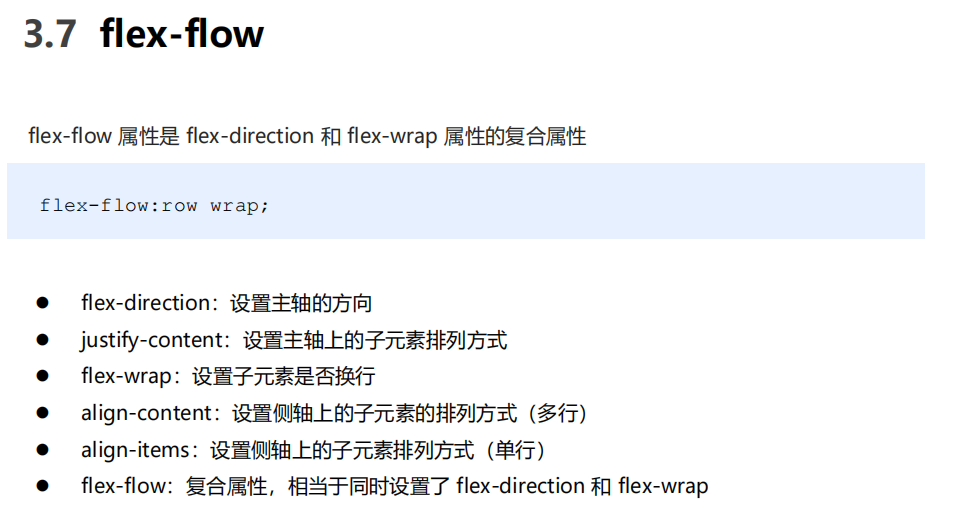 3.7 flex-flow
flex-flow 属性是 flex-direction 和 flex-wrap 属性的复合属性
flex-flow:row wrap;
● flex-direction：设置主轴的方向
● justify-content：设置主轴上的子元素排列方式
● flex-wrap：设置子元素是否换行
● align-content：设置侧轴上的子元素的排列方式（多行）
● align-items：设置侧轴上的子元素排列方式（单行）
● flex-flow：复合属性，相当于同时设置了 flex-direction 和 flex-wrap